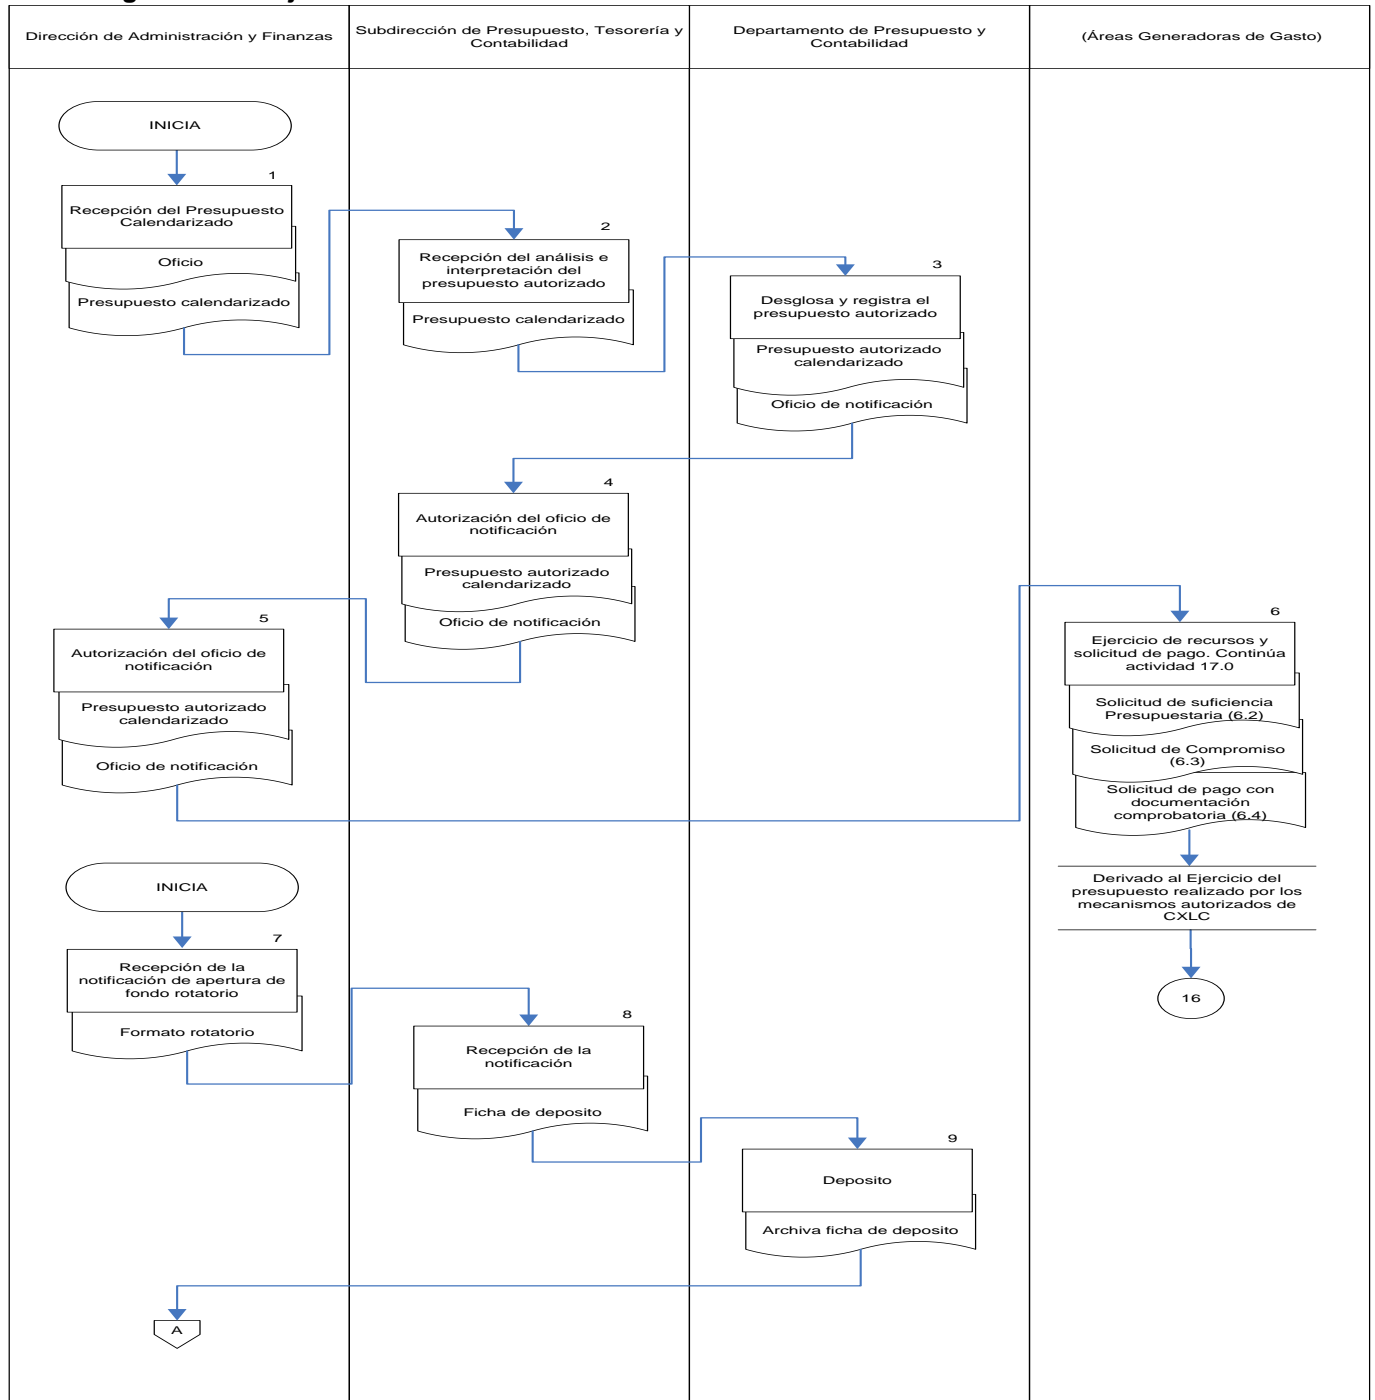 Dirección de Administración y Finanzas
Subdirección de Presupuesto, Tesorería y
Contabilidad
Departamento de Presupuesto y
Contabilidad
(Áreas Generadoras de Gasto)
INICIA
1
Recepción del Presupuesto
Calendarizado
Oficio
Presupuesto calendarizado
2
Recepción del análisis e
interpretación del
presupuesto autorizado
Presupuesto calendarizado
3
Desglosa y registra el
presupuesto autorizado
Presupuesto autorizado
calendarizado
Oficio de notificación
4
Autorización del oficio de
notificación
Presupuesto autorizado
calendarizado
Oficio de notificación
5
Autorización del oficio de
notificación
Presupuesto autorizado
calendarizado
Oficio de notificación
6
Ejercicio de recursos y
solicitud de pago. Continúa
actividad 17.0
Solicitud de suficiencia
Presupuestaria (6.2)
Solicitud de Compromiso
(6.3)
Solicitud de pago con
documentación
comprobatoria (6.4)
Derivado al Ejercicio del
presupuesto realizado por los
mecanismos autorizados de
CXLC
16
INICIA
7
Recepción de la
notificación de apertura de
fondo rotatorio
Formato rotatorio
8
Recepción de la
notificación
Ficha de deposito
9
Deposito
Archiva ficha de deposito
A